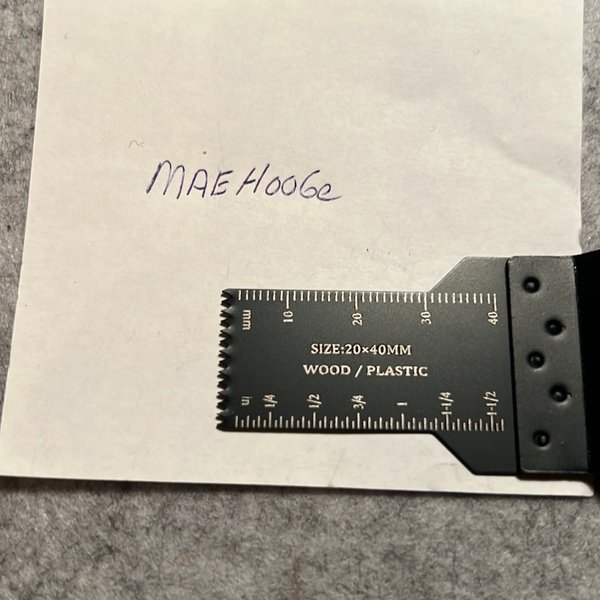 MAEHOOGe
mm 10 20 30 40
SIZE:20×40MM
WOOD / PLASTIC
in 1/4 1/2 3/4 1 1-1/4 1-1/2